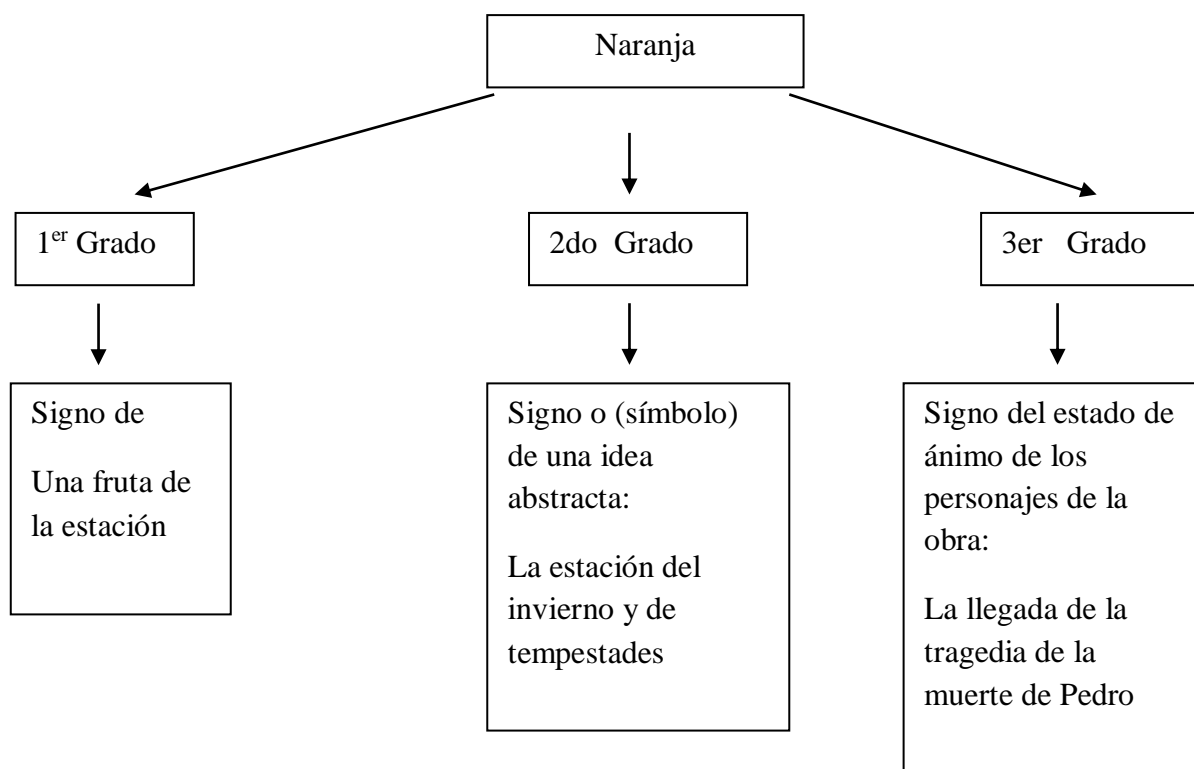 Naranja
1er Grado
2do Grado
3er Grado
Signo de
Una fruta de
la estación
Signo o (símbolo)
de una idea
abstracta:
La estación del
invierno y de
tempestades
Signo del estado de
ánimo de los
personajes de la
obra:
La llegada de la
tragedia de la
muerte de Pedro